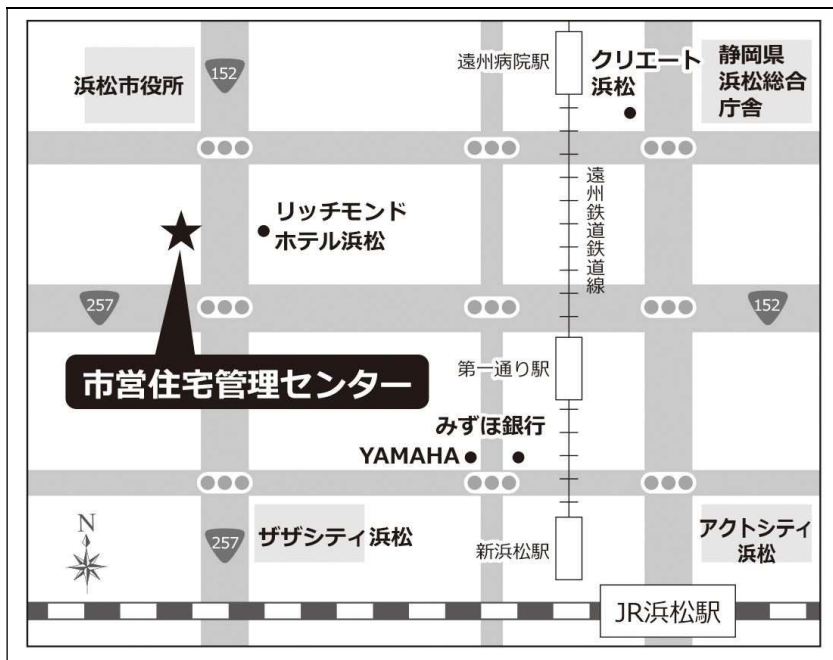 浜松市役所
152
遠州病院駅
クリエート
浜松
静岡県
浜松総合
庁舎
リッチモンド
ホテル浜松
遠州鉄道鉄道線
257
152
市営住宅管理センター
第一通り駅
みずほ銀行
YAMAHA
N
257
ザザシティ浜松
新浜松駅
アクトシティ
浜松
JR浜松駅